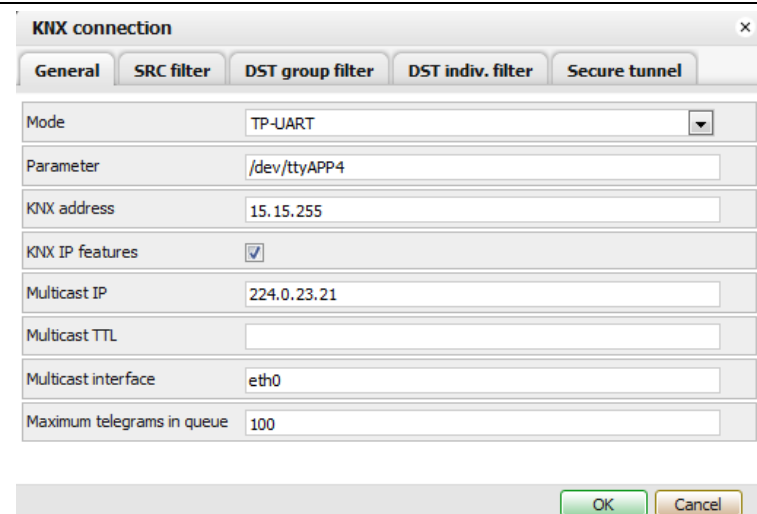 KNX connection
General SRC filter DST group filter DST indiv. filter Secure tunnel
Mode TP-UART
Parameter /dev/ttyAPP4
KNX address 15.15.255
KNX IP features
Multicast IP 224.0.23.21
Multicast TTL
Multicast interface eth0
Maximum telegrams in queue 100
OK Cancel